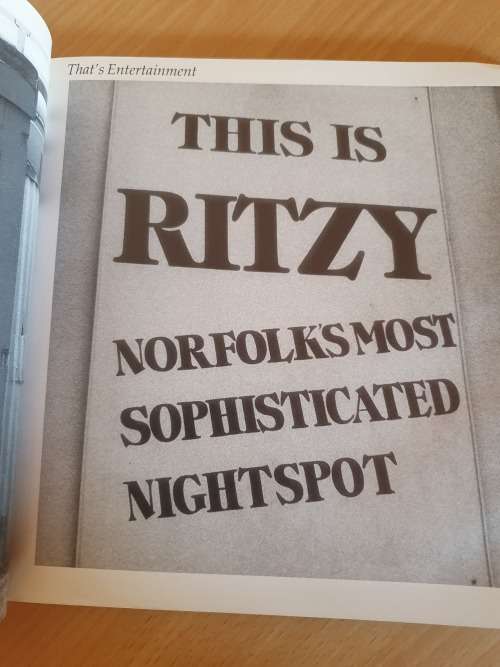 That's Entertainment
THIS IS
RITZY
NORFOLK'S MOST
SOPHISTICATED
NIGHTSPOT